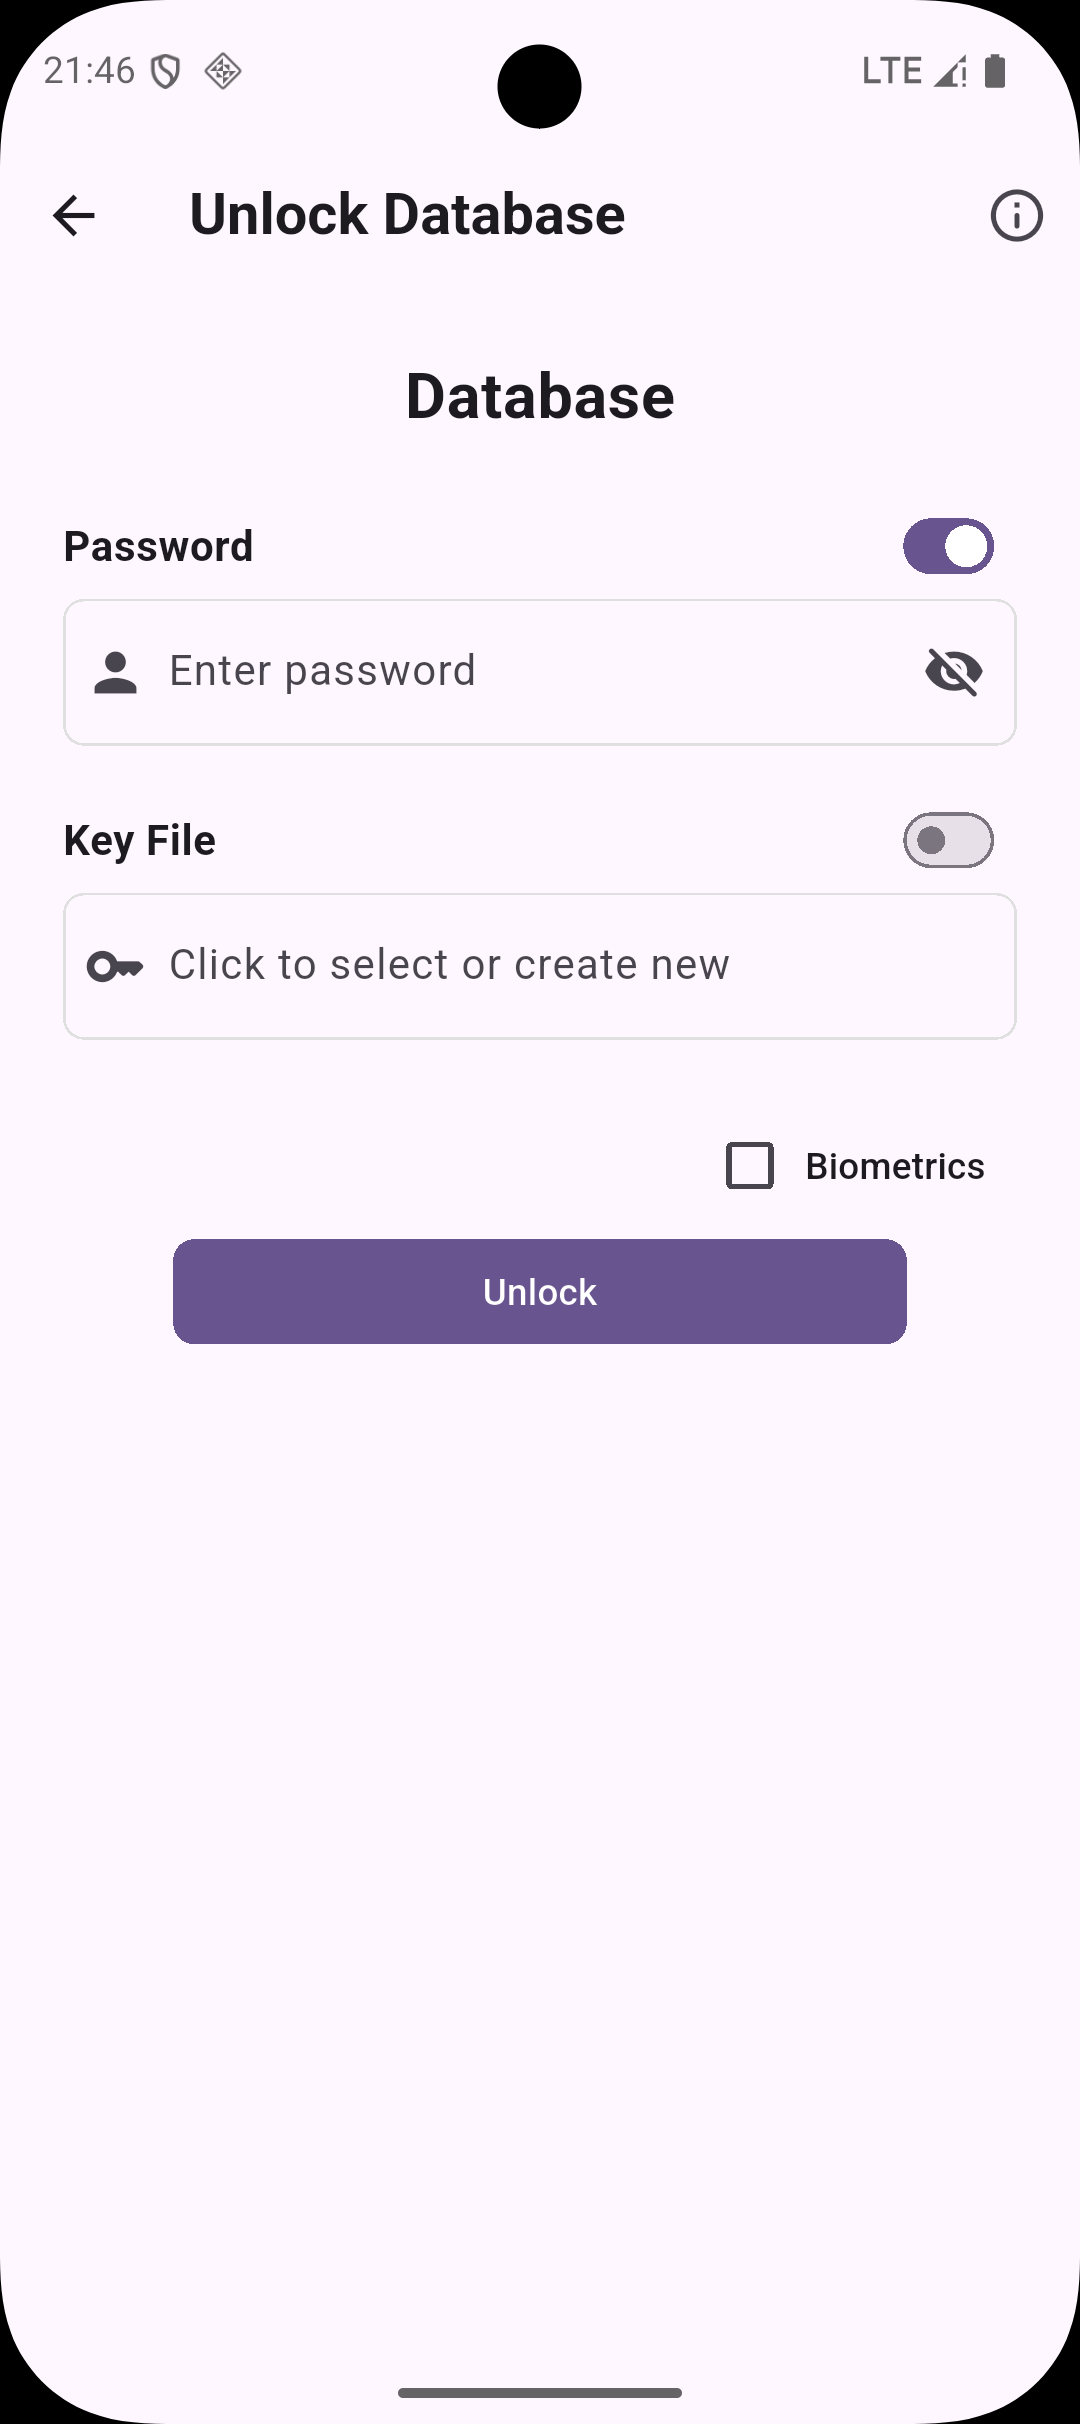 21:46
LTE
Unlock Database
Database
Password
Enter password
Key File
Click to select or create new
Biometrics
Unlock